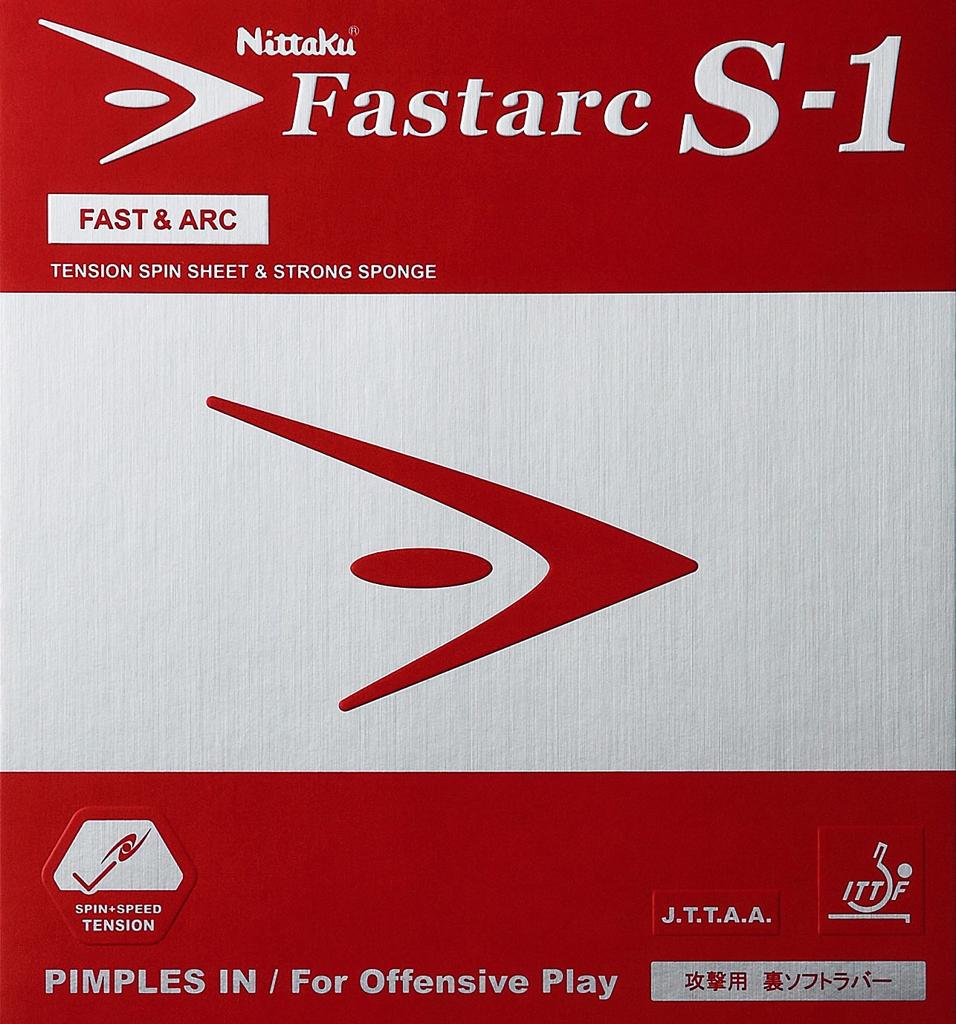 Nittaku®
Fastarc S-1
FAST & ARC
TENSION SPIN SHEET & STRONG SPONGE
SPIN+SPEED
TENSION
J.T.T.A.A.
ITTF
PIMPLES IN / For Offensive Play
攻撃用 裏ソフトラバー